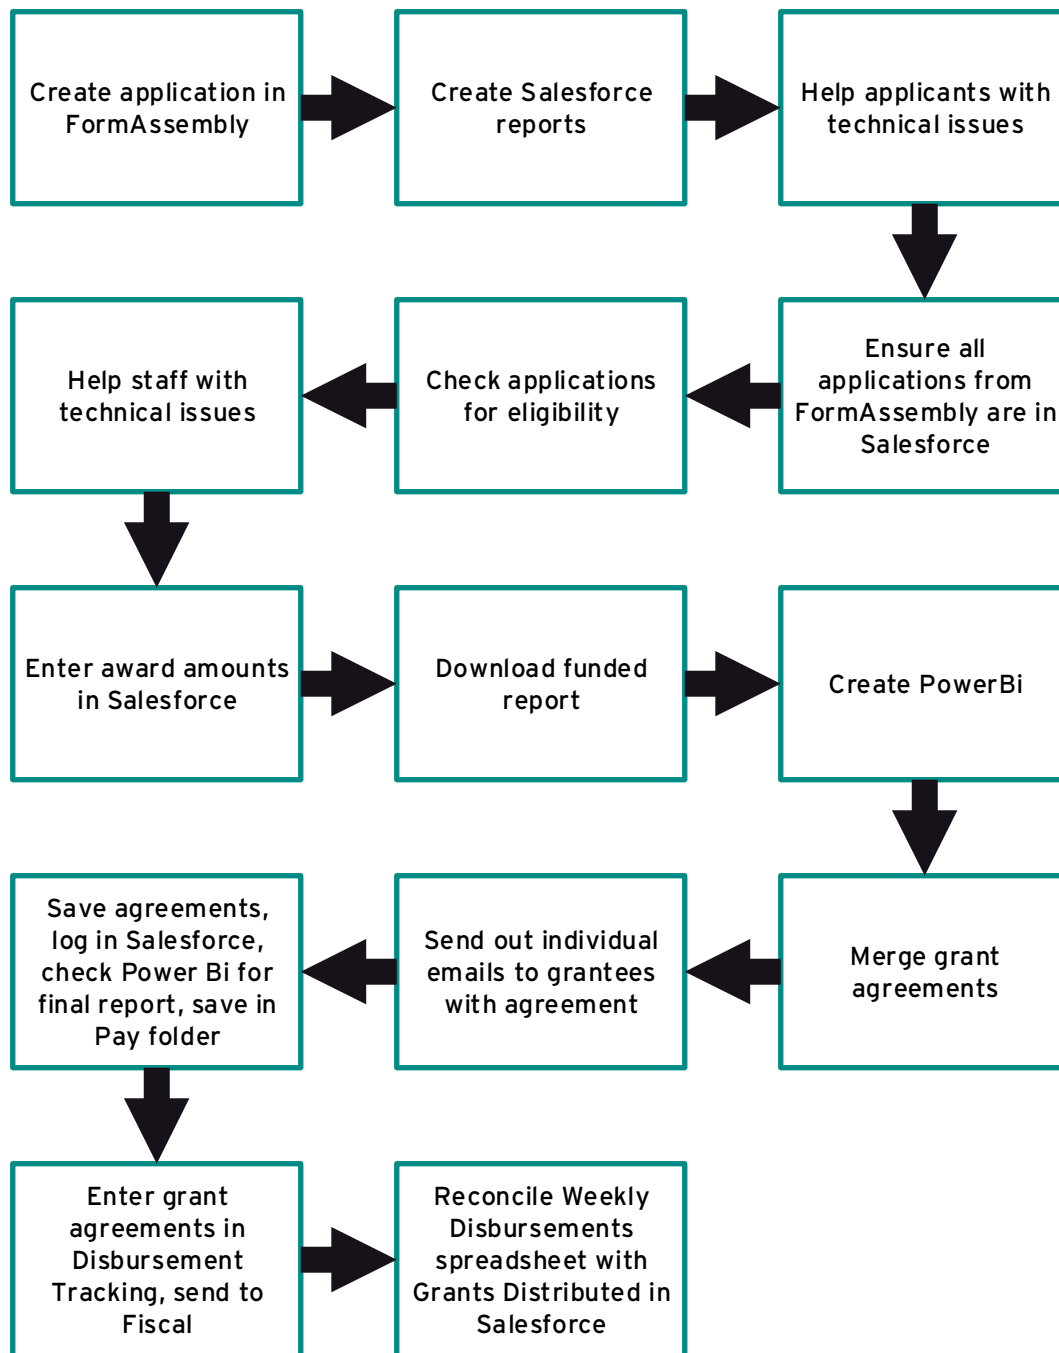 Create application in
FormAssembly
Create Salesforce
reports
Help applicants with
technical issues
Ensure all
applications from
FormAssembly are in
Salesforce
Check applications
for eligibility
Help staff with
technical issues
Enter award amounts
in Salesforce
Download funded
report
Create PowerBi
Merge grant
agreements
Send out individual
emails to grantees
with agreement
Save agreements,
log in Salesforce,
check Power Bi for
final report, save in
Pay folder
Enter grant
agreements in
Disbursement
Tracking, send to
Fiscal
Reconcile Weekly
Disbursements
spreadsheet with
Grants Distributed in
Salesforce